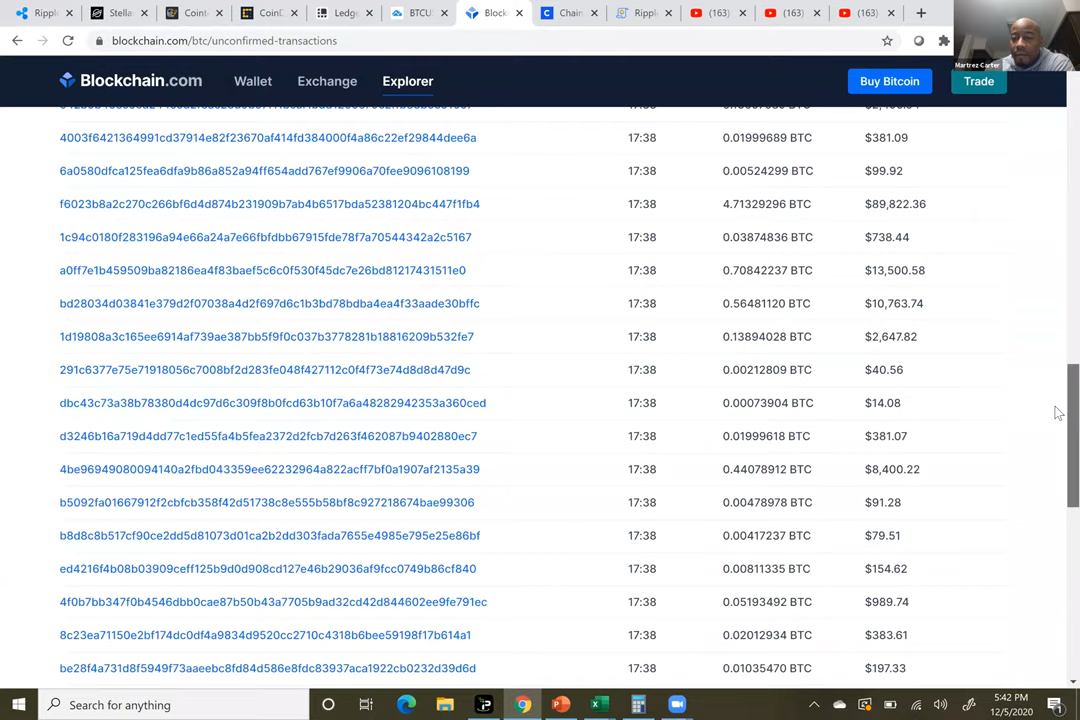 Rippl
Stella
Coin
CoinD
Ledge
BTCU
Block
Chain
Rippl
(163)
(163)
(163)
blockchain.com/btc/unconfirmed-transactions
Martrez Carter
Blockchain.com Wallet Exchange Explorer Buy Bitcoin Trade
4003f6421364991cd37914e82f23670af414fd384000f4a86c22ef29844dee6a 17:38 0.01999689 BTC $381.09
6a0580dfca125fea6dfa9b86a852a94ff654add767ef9906a70fee9096108199 17:38 0.00524299 BTC $99.92
f6023b8a2c270c266bf6d4d874b231909b7ab4b6517bda52381204bc447f1fb4 17:38 4.71329296 BTC $89,822.36
1c94c0180f283196a94e66a24a7e66fbfdbb67915fde78f7a70544342a2c5167 17:38 0.03874836 BTC $738.44
a0ff7e1b459509ba82186ea4f83baef5c6c0f530f45dc7e26bd81217431511e0 17:38 0.70842237 BTC $13,500.58
bd28034d03841e379d2f07038a4d2f697d6c1b3bd78bdba4ea4f33aade30bffc 17:38 0.56481120 BTC $10,763.74
1d19808a3c165ee6914af739ae387bb5f9f0c037b3778281b18816209b532fe7 17:38 0.13894028 BTC $2,647.82
291c6377e75e71918056c7008bf2d283fe048f427112c0f4f73e74d8d8d47d9c 17:38 0.00212809 BTC $40.56
dbc43c73a38b78380d4dc97d6c309f8b0fcd63b10f7a6a48282942353a360ced 17:38 0.00073904 BTC $14.08
d3246b16a719d4dd77c1ed55fa4b5fea2372d2fcb7d263f462087b9402880ec7 17:38 0.01999618 BTC $381.07
4be96949080094140a2fbd043359ee62232964a822acff7bf0a1907af2135a39 17:38 0.44078912 BTC $8,400.22
b5092fa01667912f2cbfcb358f42d51738c8e555b58bf8c927218674bae99306 17:38 0.00478978 BTC $91.28
b8d8c8b517cf90ce2dd5d81073d01ca2b2dd303fada7655e4985e795e25e86bf 17:38 0.00417237 BTC $79.51
ed4216f4b08b03909ceff125b9d0d908cd127e46b29036af9fcc0749b86cf840 17:38 0.00811335 BTC $154.62
4f0b7bb347f0b4546dbb0cae87b50b43a7705b9ad32cd42d844602ee9fe791ec 17:38 0.05193492 BTC $989.74
8c23ea71150e2bf174dc0df4a9834d9520cc2710c4318b6bee59198f17b614a1 17:38 0.02012934 BTC $383.61
be28f4a731d8f5949f73aaeebc8fd84d586e8fdc83937aca1922cb0232d39d6d 17:38 0.01035470 BTC $197.33
Search for anything
5:42 PM
12/5/2020